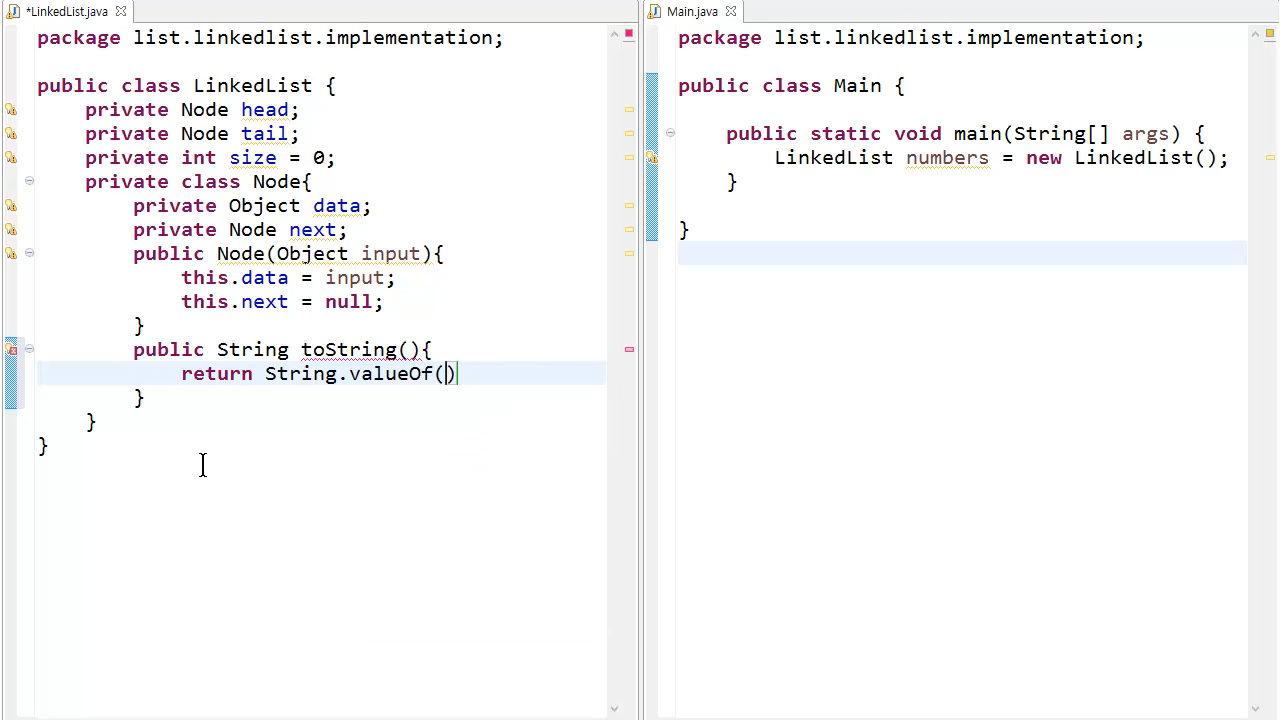 *LinkedList.java
package list.linkedlist.implementation;
public class LinkedList {
private Node head;
private Node tail;
private int size = 0;
private class Node{
private Object data;
private Node next;
public Node(Object input){
this.data = input;
this.next = null;
}
public String toString(){
return String.valueOf()
}
}
}
Main.java
package list.linkedlist.implementation;
public class Main {
public static void main(String[] args) {
LinkedList numbers = new LinkedList();
}
}